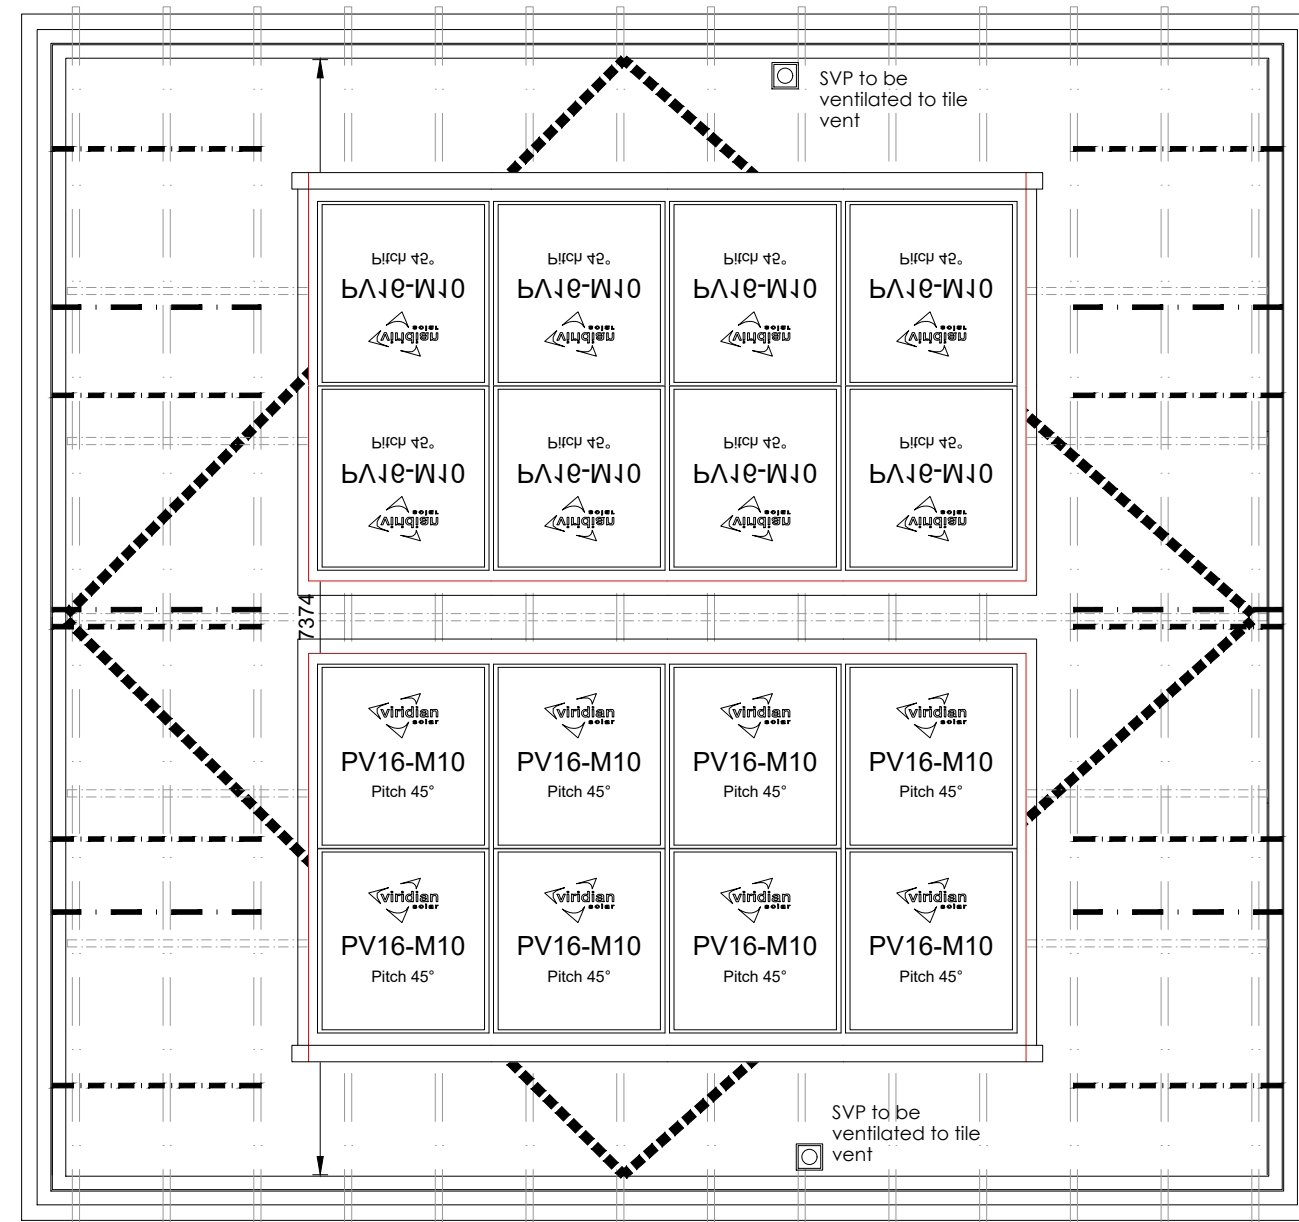 SVP to be
ventilated to tile
vent
Pitch 45° Pitch 45° Pitch 45° Pitch 45°
PV16-M10 PV16-M10 PV16-M10 PV16-M10
viridian viridian viridian viridian
solar solar solar solar
Pitch 45° Pitch 45° Pitch 45° Pitch 45°
PV16-M10 PV16-M10 PV16-M10 PV16-M10
viridian viridian viridian viridian
solar solar solar solar
7374
viridian viridian viridian viridian
solar solar solar solar
PV16-M10 PV16-M10 PV16-M10 PV16-M10
Pitch 45° Pitch 45° Pitch 45° Pitch 45°
viridian viridian viridian viridian
solar solar solar solar
PV16-M10 PV16-M10 PV16-M10 PV16-M10
Pitch 45° Pitch 45° Pitch 45° Pitch 45°
SVP to be
ventilated to tile
vent